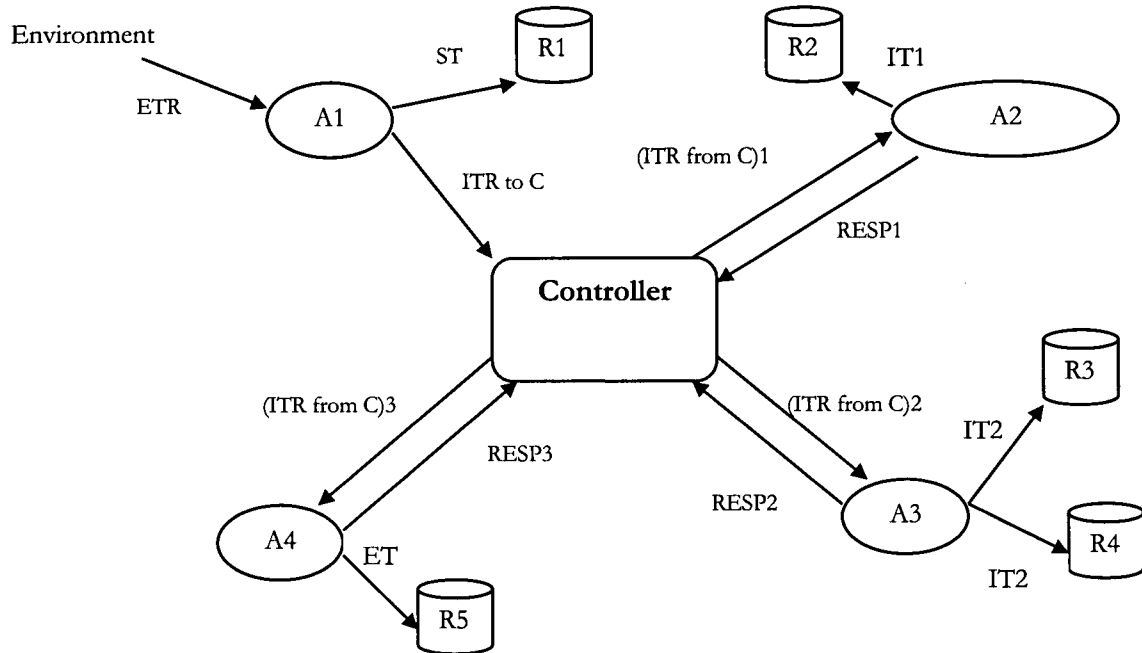 Environment
ETR
A1
ST
R1
ITR to C
R2
IT1
A2
(ITR from C)1
RESP1
Controller
(ITR from C)3
RESP3
(ITR from C)2
RESP2
A4
ET
R5
A3
IT2
R3
IT2
R4